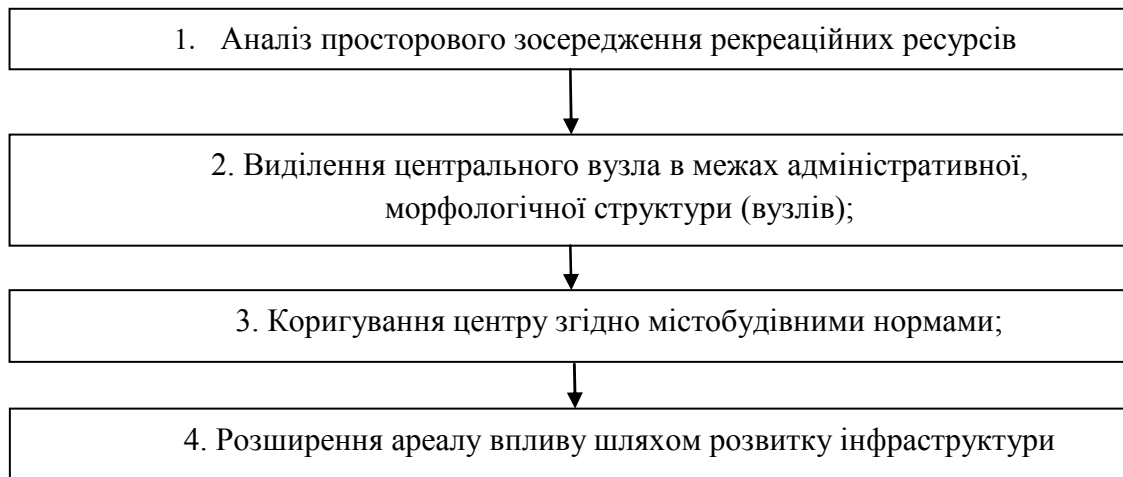 1. Аналіз просторового зосередження рекреаційних ресурсів
2. Виділення центрального вузла в межах адміністративної,
морфологічної структури (вузлів);
3. Коригування центру згідно містобудівними нормами;
4. Розширення ареалу впливу шляхом розвитку інфраструктури